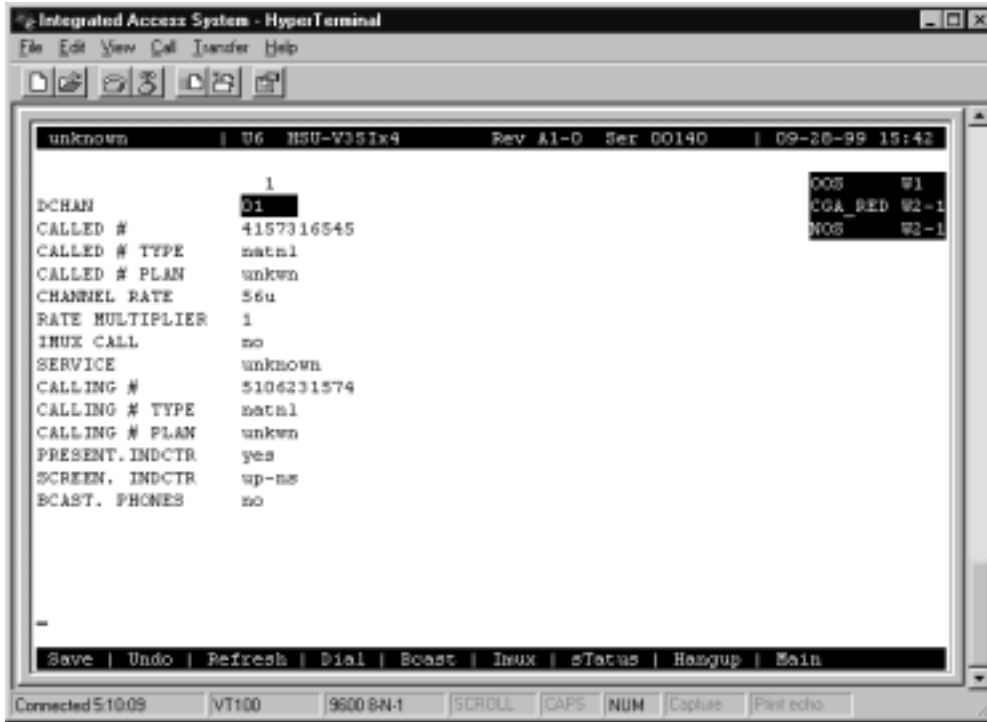 Integrated Access System - HyperTerminal
File Edit View Call Transfer Help
unknown | U6 HSU-V35Ix4 Rev A1-0 Ser 00140 | 09-28-99 15:42
1 OOS W1
DCHAN D1 CGA_RED W2-1
CALLED # 4157316545 NOS W2-1
CALLED # TYPE natnl
CALLED # PLAN unkwn
CHANNEL RATE 56u
RATE MULTIPLIER 1
IMUX CALL no
SERVICE unknown
CALLING # 5106231574
CALLING # TYPE natnl
CALLING # PLAN unkwn
PRESENT.INDCTR yes
SCREEN. INDCTR up-ns
BCAST. PHONES no
Save | Undo | Refresh | Dial | Bcast | Imux | sTatus | Hangup | Main
Connected 5:10:09 VT100 9600 8-N-1 SCROLL CAPS NUM Capture Print echo